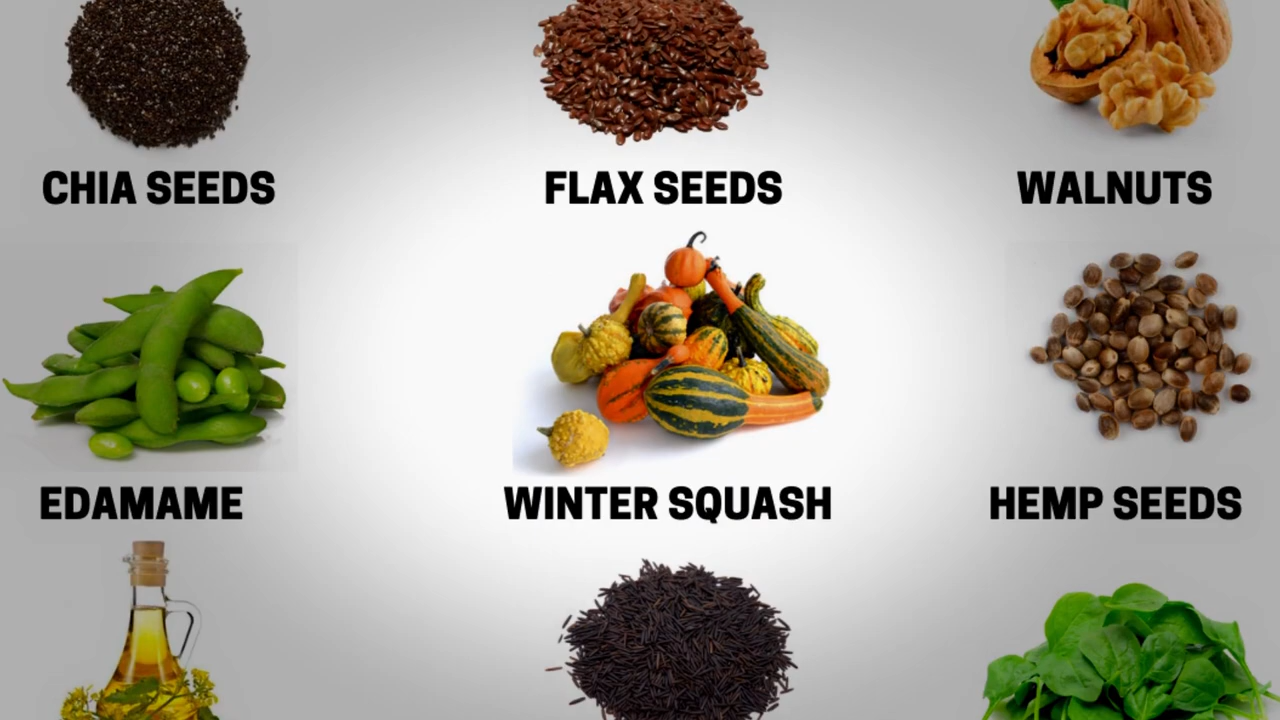 CHIA SEEDS
FLAX SEEDS
WALNUTS
EDAMAME
WINTER SQUASH
HEMP SEEDS